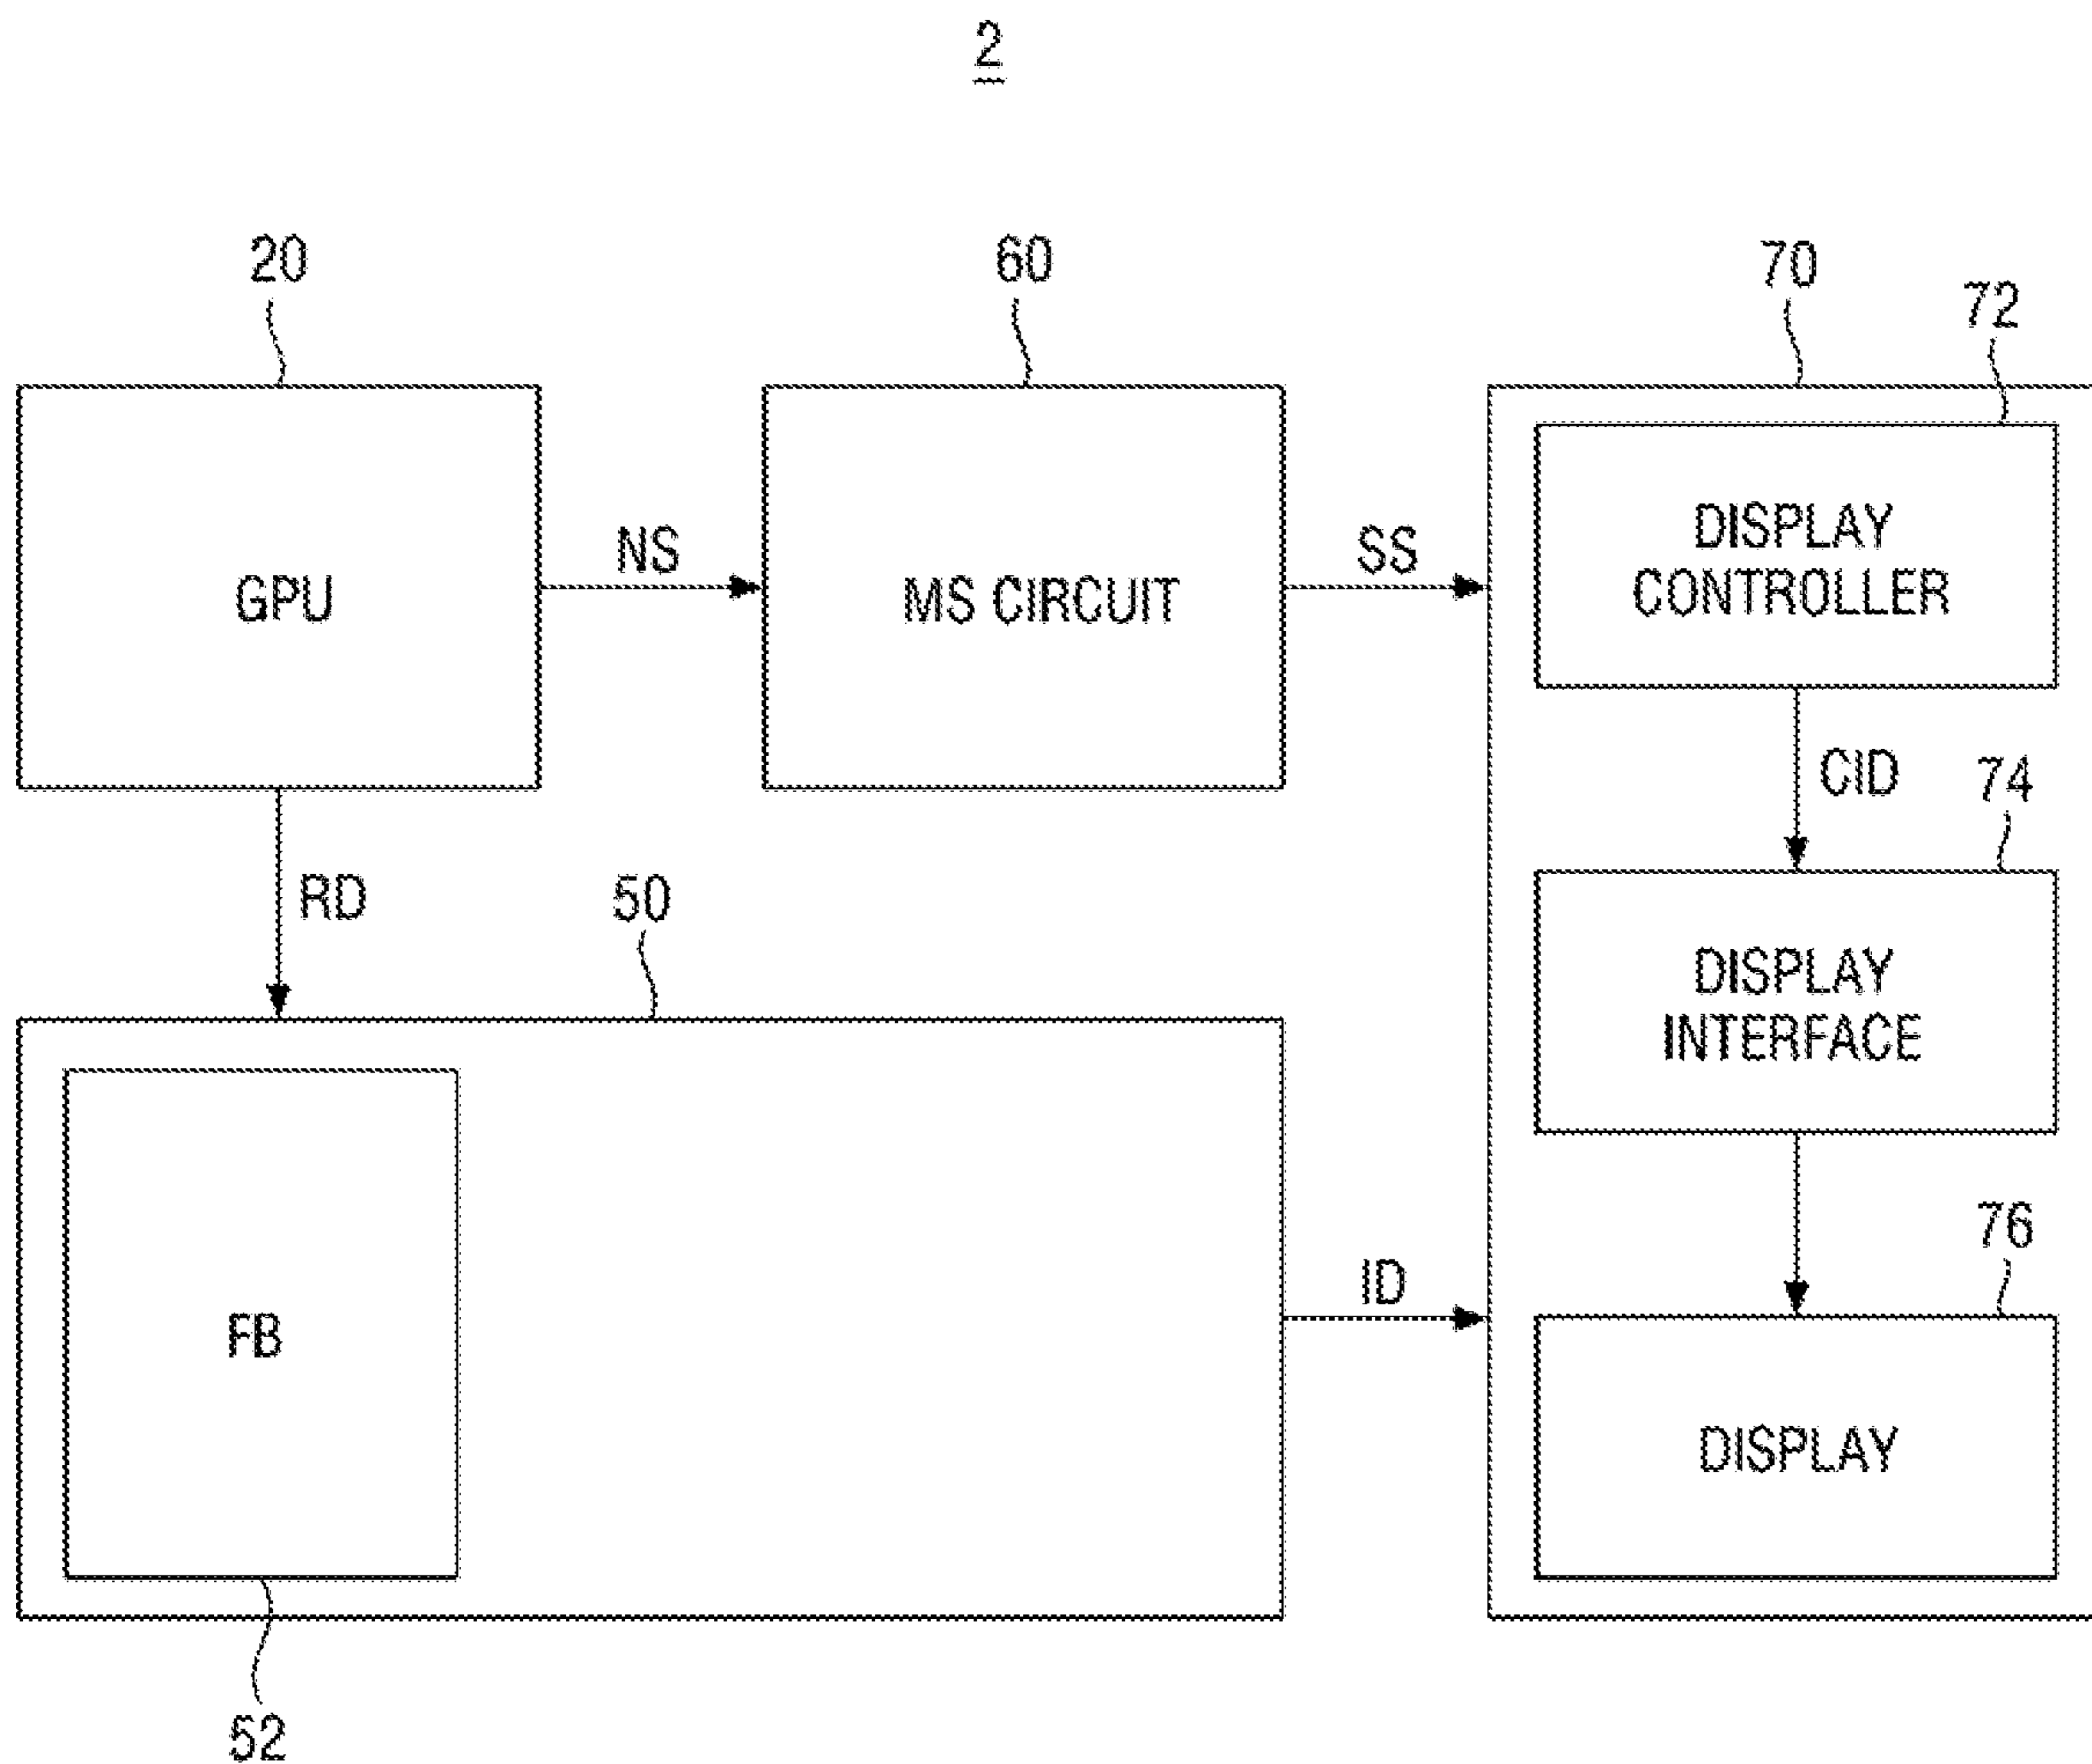 2
20
60
70
72
GPU
NS
MS CIRCUIT
SS
DISPLAY
CONTROLLER
CID
74
RD
50
DISPLAY
INTERFACE
76
FB
ID
DISPLAY
52